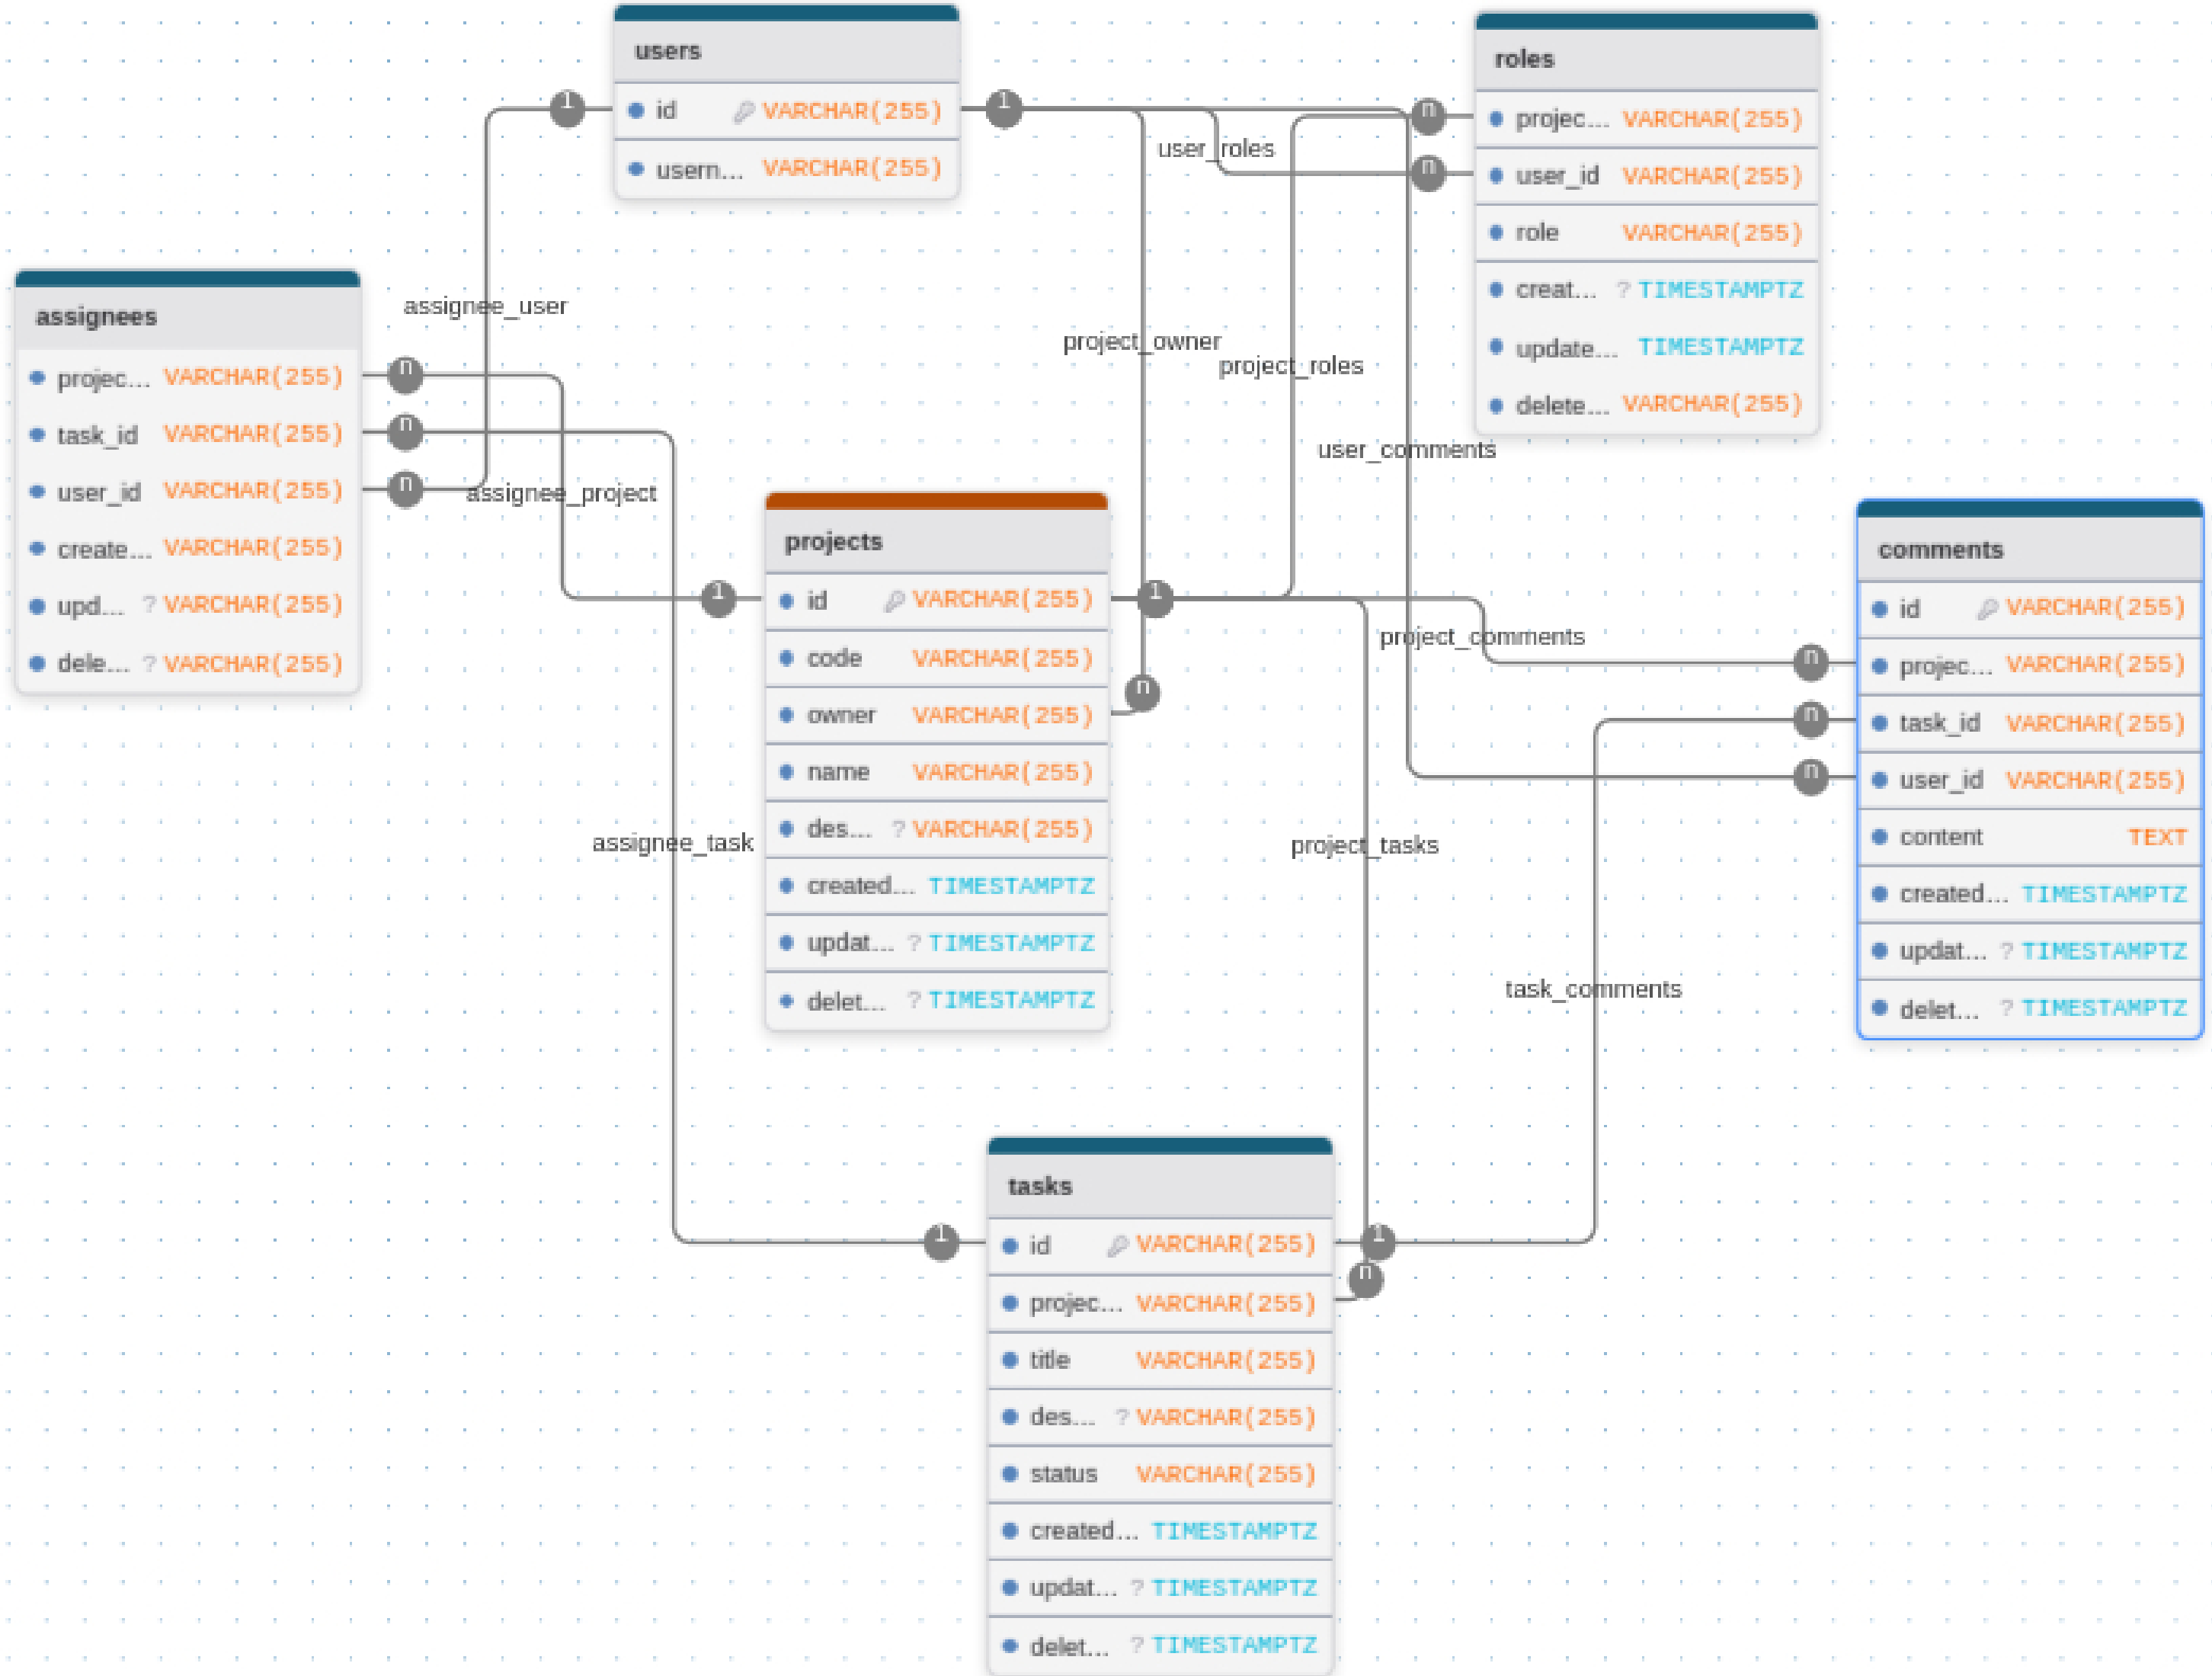 users
id VARCHAR(255)
usern... VARCHAR(255)
1
1
roles
projec... VARCHAR(255)
user_id VARCHAR(255)
role VARCHAR(255)
creat... ? TIMESTAMPTZ
update... TIMESTAMPTZ
delete... VARCHAR(255)
n
n
user_roles
assignees
projec... VARCHAR(255)
task_id VARCHAR(255)
user_id VARCHAR(255)
create... VARCHAR(255)
upd... ? VARCHAR(255)
dele... ? VARCHAR(255)
n
n
n
assignee_user
assignee_project
project_owner
project_roles
user_comments
projects
id VARCHAR(255)
code VARCHAR(255)
owner VARCHAR(255)
name VARCHAR(255)
des... ? VARCHAR(255)
created... TIMESTAMPTZ
updat... ? TIMESTAMPTZ
delet... ? TIMESTAMPTZ
1
1
n
comments
id VARCHAR(255)
projec... VARCHAR(255)
task_id VARCHAR(255)
user_id VARCHAR(255)
content TEXT
created... TIMESTAMPTZ
updat... ? TIMESTAMPTZ
delet... ? TIMESTAMPTZ
n
n
n
project_comments
assignee_task
project_tasks
task_comments
tasks
id VARCHAR(255)
projec... VARCHAR(255)
title VARCHAR(255)
des... ? VARCHAR(255)
status VARCHAR(255)
created... TIMESTAMPTZ
updat... ? TIMESTAMPTZ
delet... ? TIMESTAMPTZ
1
1
n